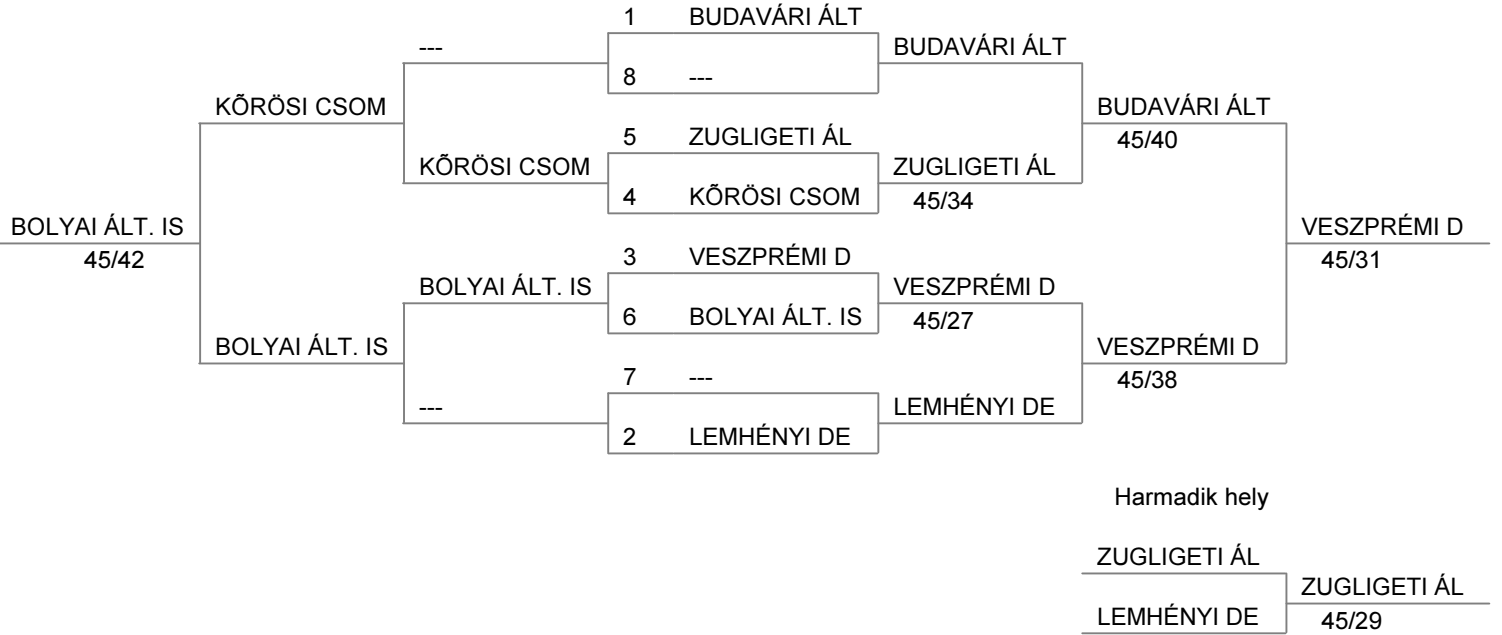 1 BUDAVÁRI ÁLT
--- BUDAVÁRI ÁLT
8 ---
KÕRÖSI CSOM BUDAVÁRI ÁLT
5 ZUGLIGETI ÁL 45/40
KÕRÖSI CSOM ZUGLIGETI ÁL
4 KÕRÖSI CSOM 45/34
BOLYAI ÁLT. IS VESZPRÉMI D
45/42 3 VESZPRÉMI D 45/31
BOLYAI ÁLT. IS VESZPRÉMI D
6 BOLYAI ÁLT. IS 45/27
BOLYAI ÁLT. IS VESZPRÉMI D
7 --- 45/38
--- LEMHÉNYI DE
2 LEMHÉNYI DE
Harmadik hely
ZUGLIGETI ÁL
ZUGLIGETI ÁL
LEMHÉNYI DE 45/29